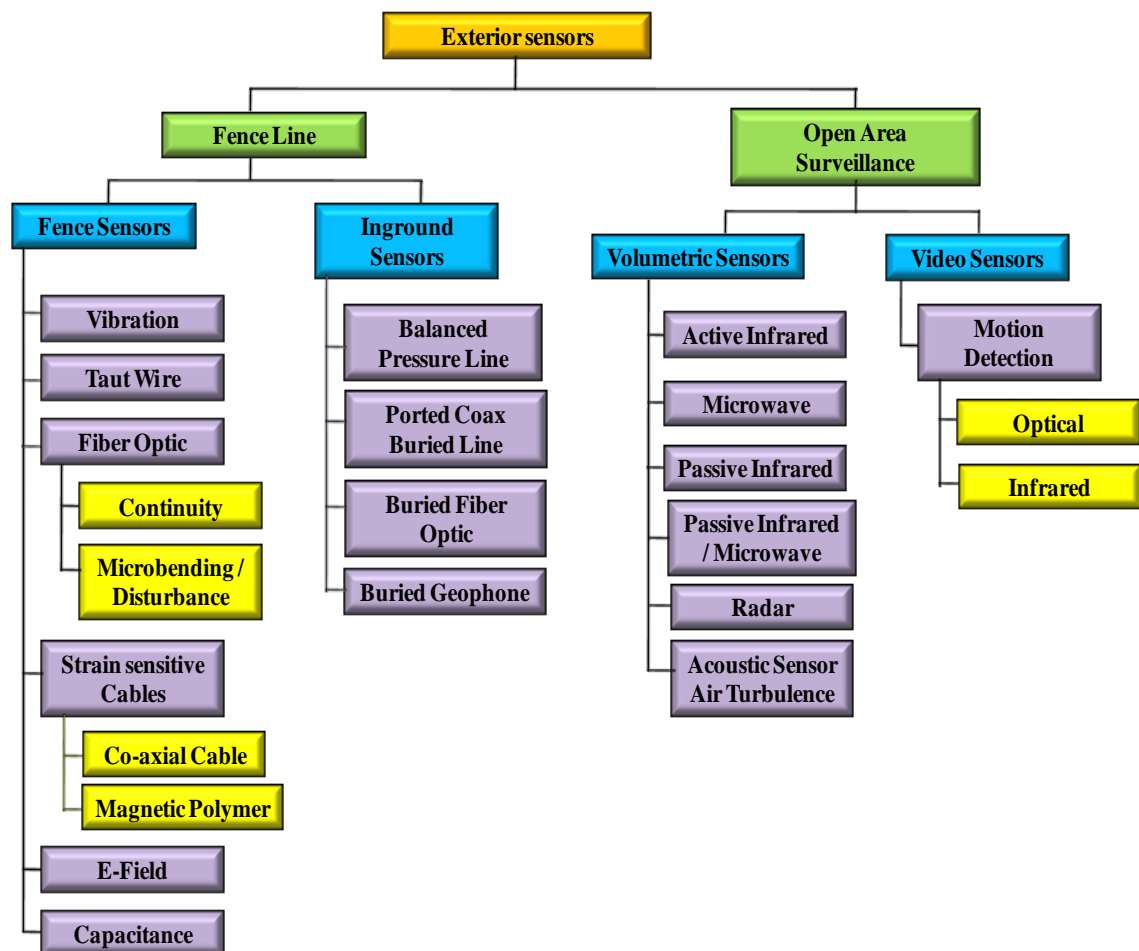 Exterior sensors
Fence Line
Open Area
Surveillance
Fence Sensors
Inground
Sensors
Volumetric Sensors
Video Sensors
Vibration
Taut Wire
Fiber Optic
Continuity
Microbending /
Disturbance
Strain sensitive
Cables
Co-axial Cable
Magnetic Polymer
E-Field
Capacitance
Balanced
Pressure Line
Ported Coax
Buried Line
Buried Fiber
Optic
Buried Geophone
Active Infrared
Microwave
Passive Infrared
Passive Infrared
/ Microwave
Radar
Acoustic Sensor
Air Turbulence
Motion
Detection
Optical
Infrared